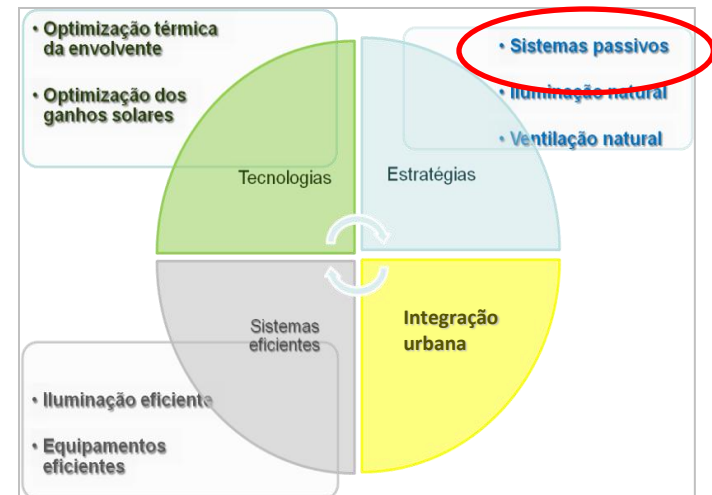 • Optimização térmica
da envolvente
• Optimização dos
ganhos solares
• Sistemas passivos
• Iluminação natural
• Ventilação natural
Tecnologias
Estratégias
Sistemas
eficientes
Integração
urbana
• Iluminação eficiente
• Equipamentos
eficientes